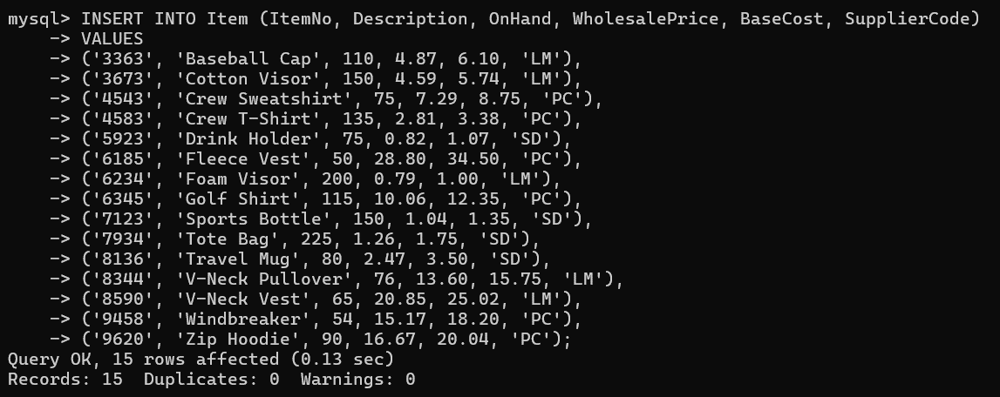 mysql> INSERT INTO Item (ItemNo, Description, OnHand, WholesalePrice, BaseCost, SupplierCode)
    -> VALUES
    -> ('3363', 'Baseball Cap', 110, 4.87, 6.10, 'LM'),
    -> ('3673', 'Cotton Visor', 150, 4.59, 5.74, 'LM'),
    -> ('4543', 'Crew Sweatshirt', 75, 7.29, 8.75, 'PC'),
    -> ('4583', 'Crew T-Shirt', 135, 2.81, 3.38, 'PC'),
    -> ('5923', 'Drink Holder', 75, 0.82, 1.07, 'SD'),
    -> ('6185', 'Fleece Vest', 50, 28.80, 34.50, 'PC'),
    -> ('6234', 'Foam Visor', 200, 0.79, 1.00, 'LM'),
    -> ('6345', 'Golf Shirt', 115, 10.06, 12.35, 'PC'),
    -> ('7123', 'Sports Bottle', 150, 1.04, 1.35, 'SD'),
    -> ('7934', 'Tote Bag', 225, 1.26, 1.75, 'SD'),
    -> ('8136', 'Travel Mug', 80, 2.47, 3.50, 'SD'),
    -> ('8344', 'V-Neck Pullover', 76, 13.60, 15.75, 'LM'),
    -> ('8590', 'V-Neck Vest', 65, 20.85, 25.02, 'LM'),
    -> ('9458', 'Windbreaker', 54, 15.17, 18.20, 'PC'),
    -> ('9620', 'Zip Hoodie', 90, 16.67, 20.04, 'PC');
Query OK, 15 rows affected (0.13 sec)
Records: 15  Duplicates: 0  Warnings: 0